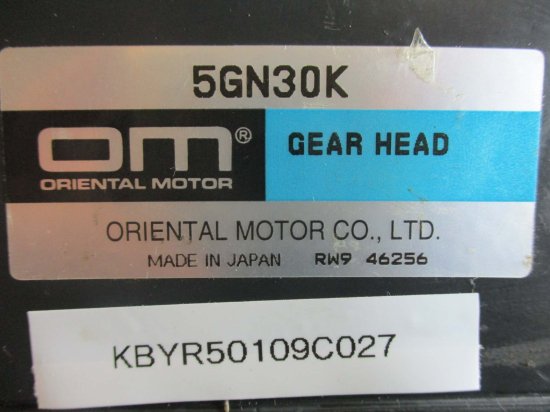 5GN30K
om®
GEAR HEAD
ORIENTAL MOTOR
ORIENTAL MOTOR CO., LTD.
MADE IN JAPAN RW9 46256
KBYR50109C027